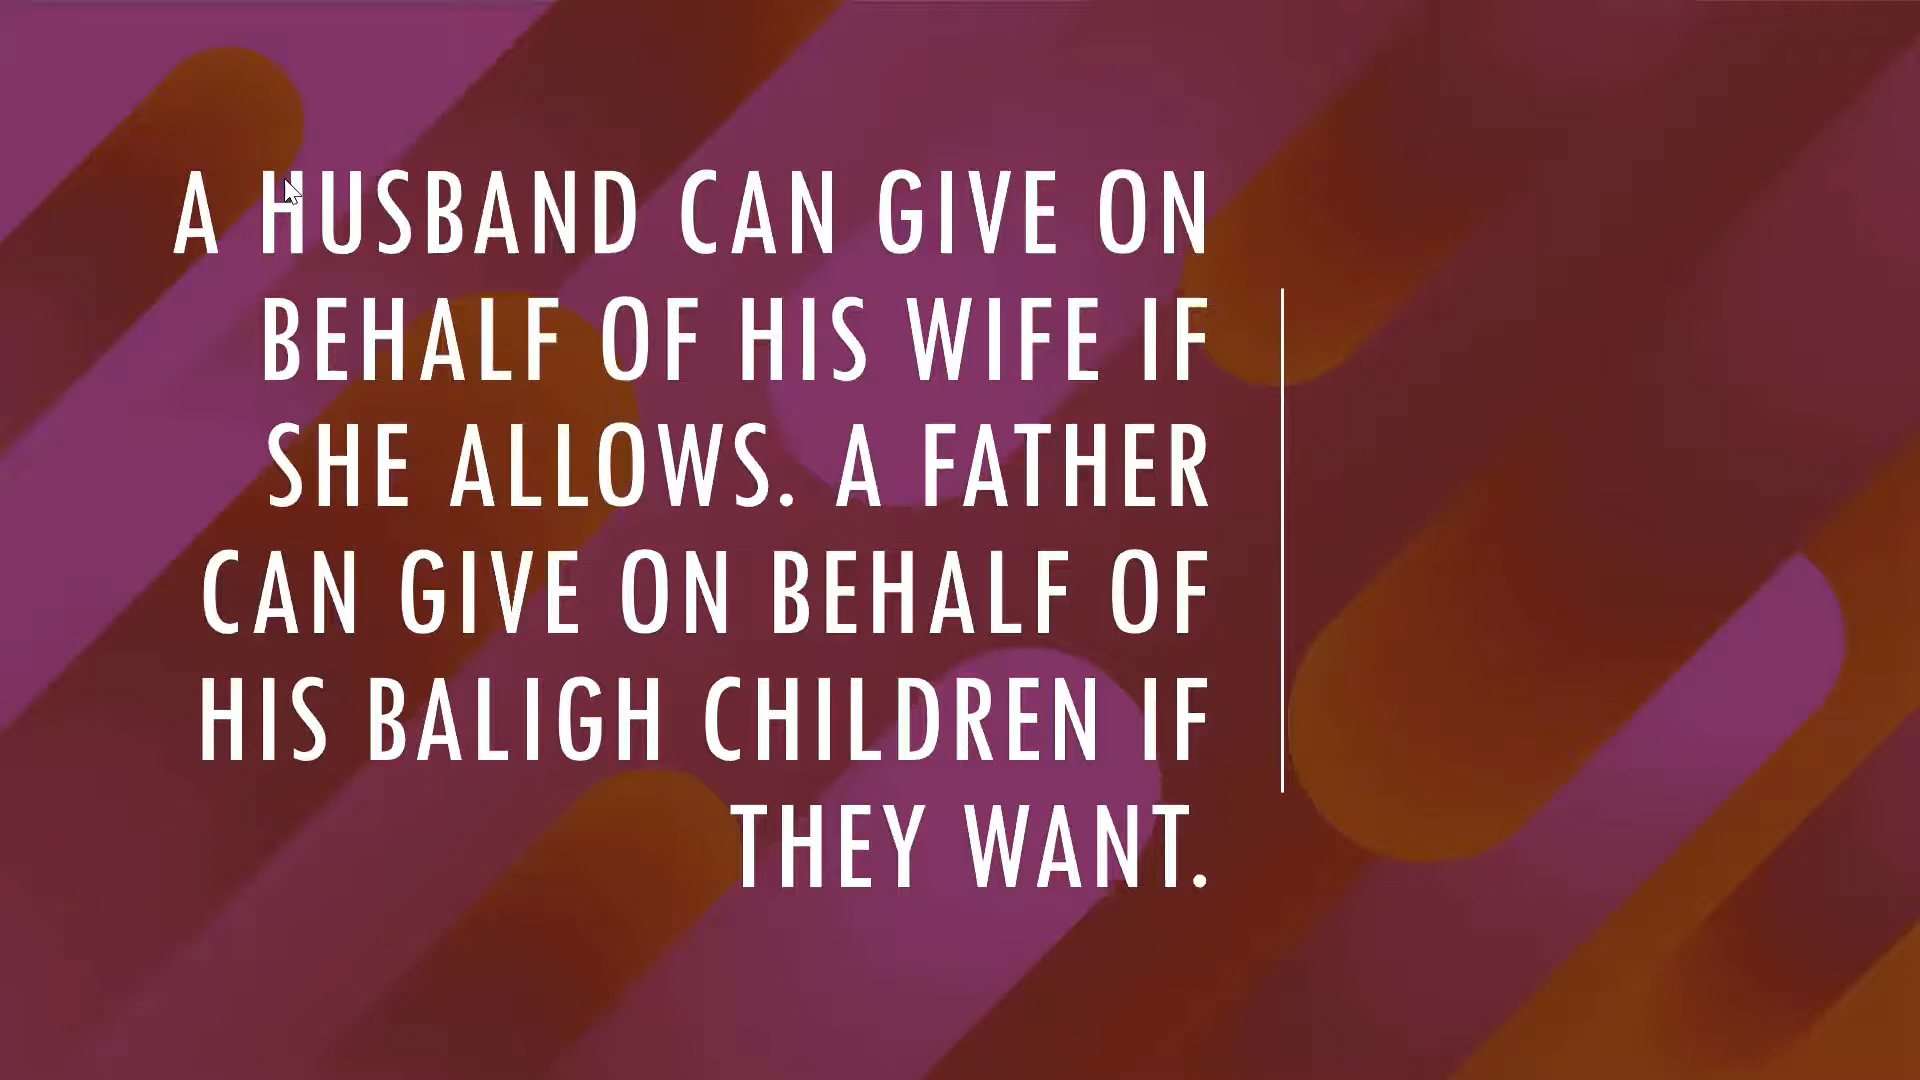 A HUSBAND CAN GIVE ON
BEHALF OF HIS WIFE IF
SHE ALLOWS. A FATHER
CAN GIVE ON BEHALF OF
HIS BALIGH CHILDREN IF
THEY WANT.